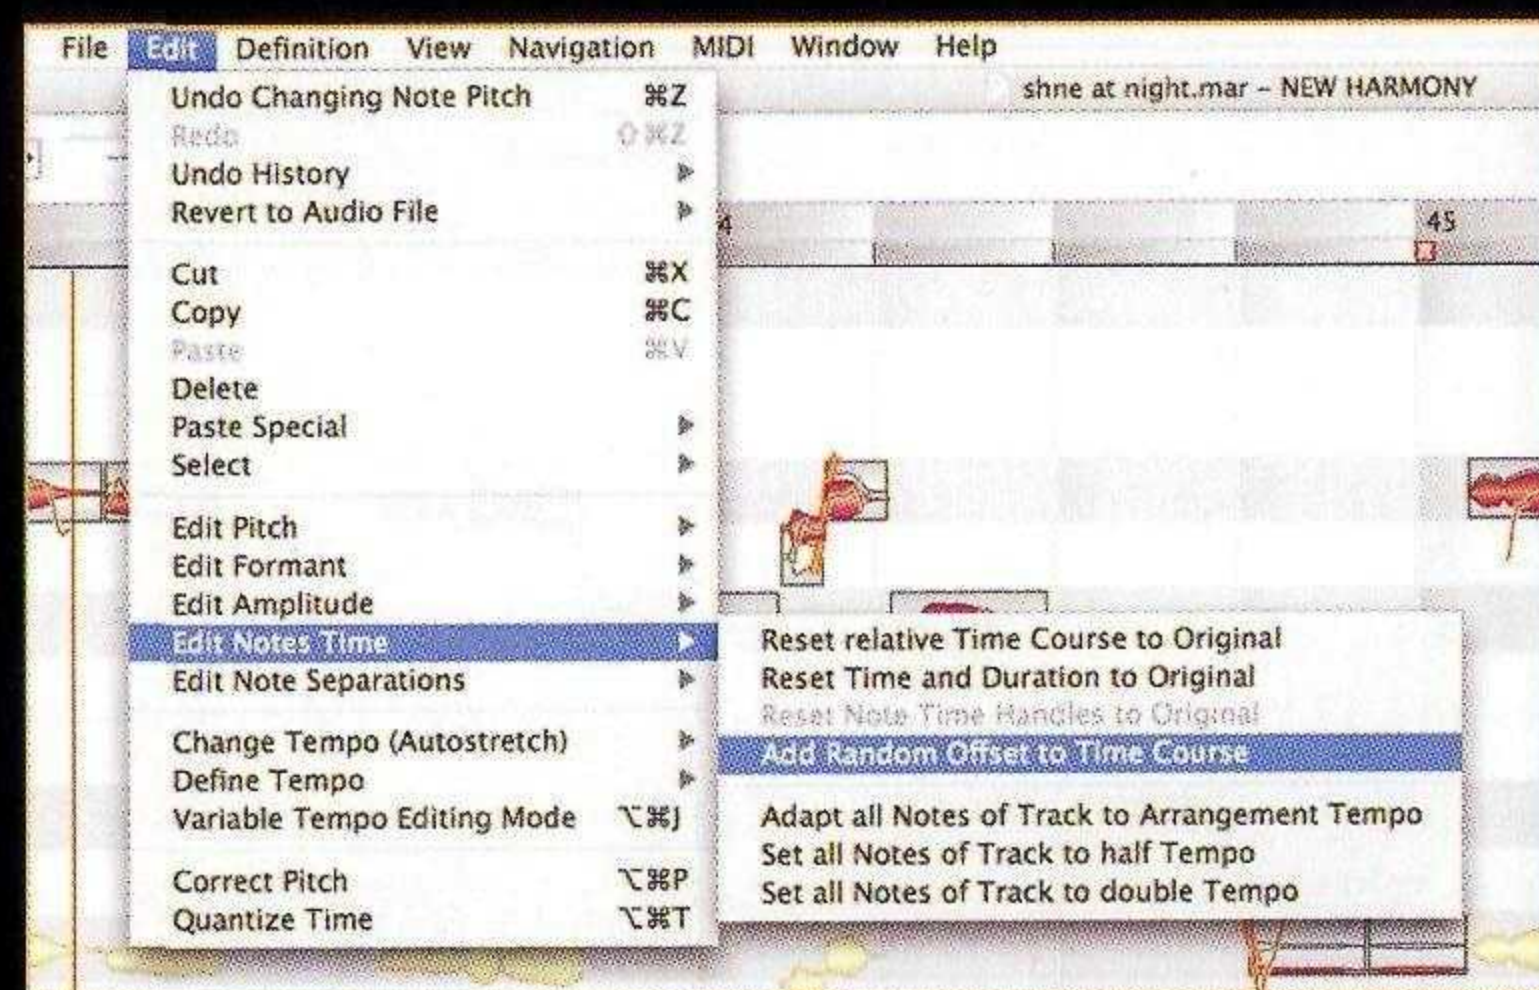 File Edit Definition View Navigation MIDI Window Help
shne at night.mar – NEW HARMONY
Undo Changing Note Pitch ⌘Z
Redo ⇧⌘Z
Undo History
Revert to Audio File
45
Cut ⌘X
Copy ⌘C
Paste ⌘V
Delete
Paste Special
Select
Edit Pitch
Edit Formant
Edit Amplitude
Edit Notes Time
Edit Note Separations
Change Tempo (Autostretch)
Define Tempo
Variable Tempo Editing Mode ⌥⌘J
Correct Pitch ⌥⌘P
Quantize Time ⌥⌘T
Reset relative Time Course to Original
Reset Time and Duration to Original
Reset Note Time Handles to Original
Add Random Offset to Time Course
Adapt all Notes of Track to Arrangement Tempo
Set all Notes of Track to half Tempo
Set all Notes of Track to double Tempo